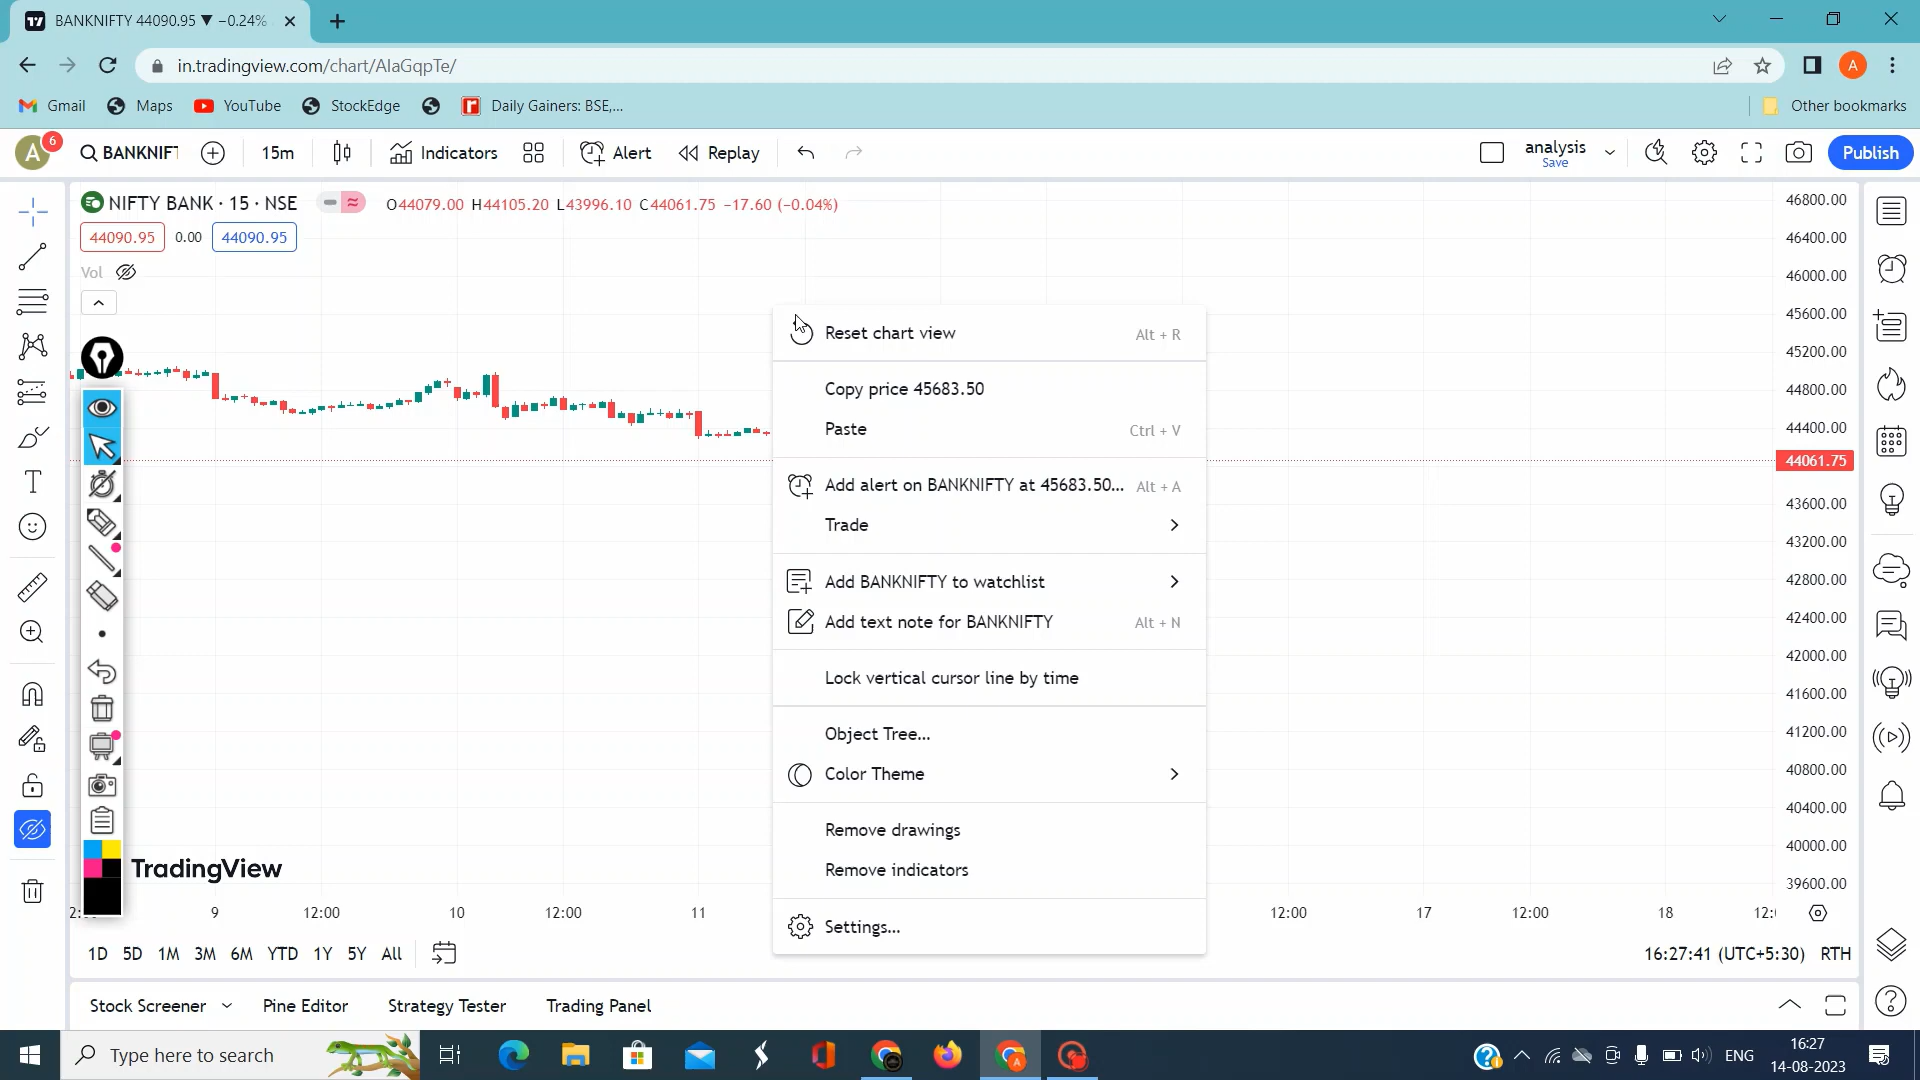 BANKNIFTY 44090.95 ▼ −0.24%
in.tradingview.com/chart/AIaGqpTe/
A
Gmail
Maps
YouTube
StockEdge
Daily Gainers: BSE,...
Other bookmarks
A
6
BANKNIF
15m
Indicators
Alert
Replay
analysis
Save
Publish
NIFTY BANK · 15 · NSE
O44079.00 H44105.20 L43996.10 C44061.75 −17.60 (−0.04%)
44090.95
0.00
44090.95
Vol
46800.00
46400.00
46000.00
45600.00
45200.00
44800.00
44400.00
44061.75
43600.00
43200.00
42800.00
42400.00
42000.00
41600.00
41200.00
40800.00
40400.00
40000.00
39600.00
Reset chart view Alt + R
Copy price 45683.50
Paste Ctrl + V
Add alert on BANKNIFTY at 45683.50... Alt + A
Trade
Add BANKNIFTY to watchlist
Add text note for BANKNIFTY Alt + N
Lock vertical cursor line by time
Object Tree...
Color Theme
Remove drawings
Remove indicators
Settings...
TradingView
9 12:00 10 12:00 11 12:00 17 12:00 18
1D 5D 1M 3M 6M YTD 1Y 5Y All
16:27:41 (UTC+5:30) RTH
Stock Screener
Pine Editor
Strategy Tester
Trading Panel
Type here to search
A
ENG
16:27
14-08-2023